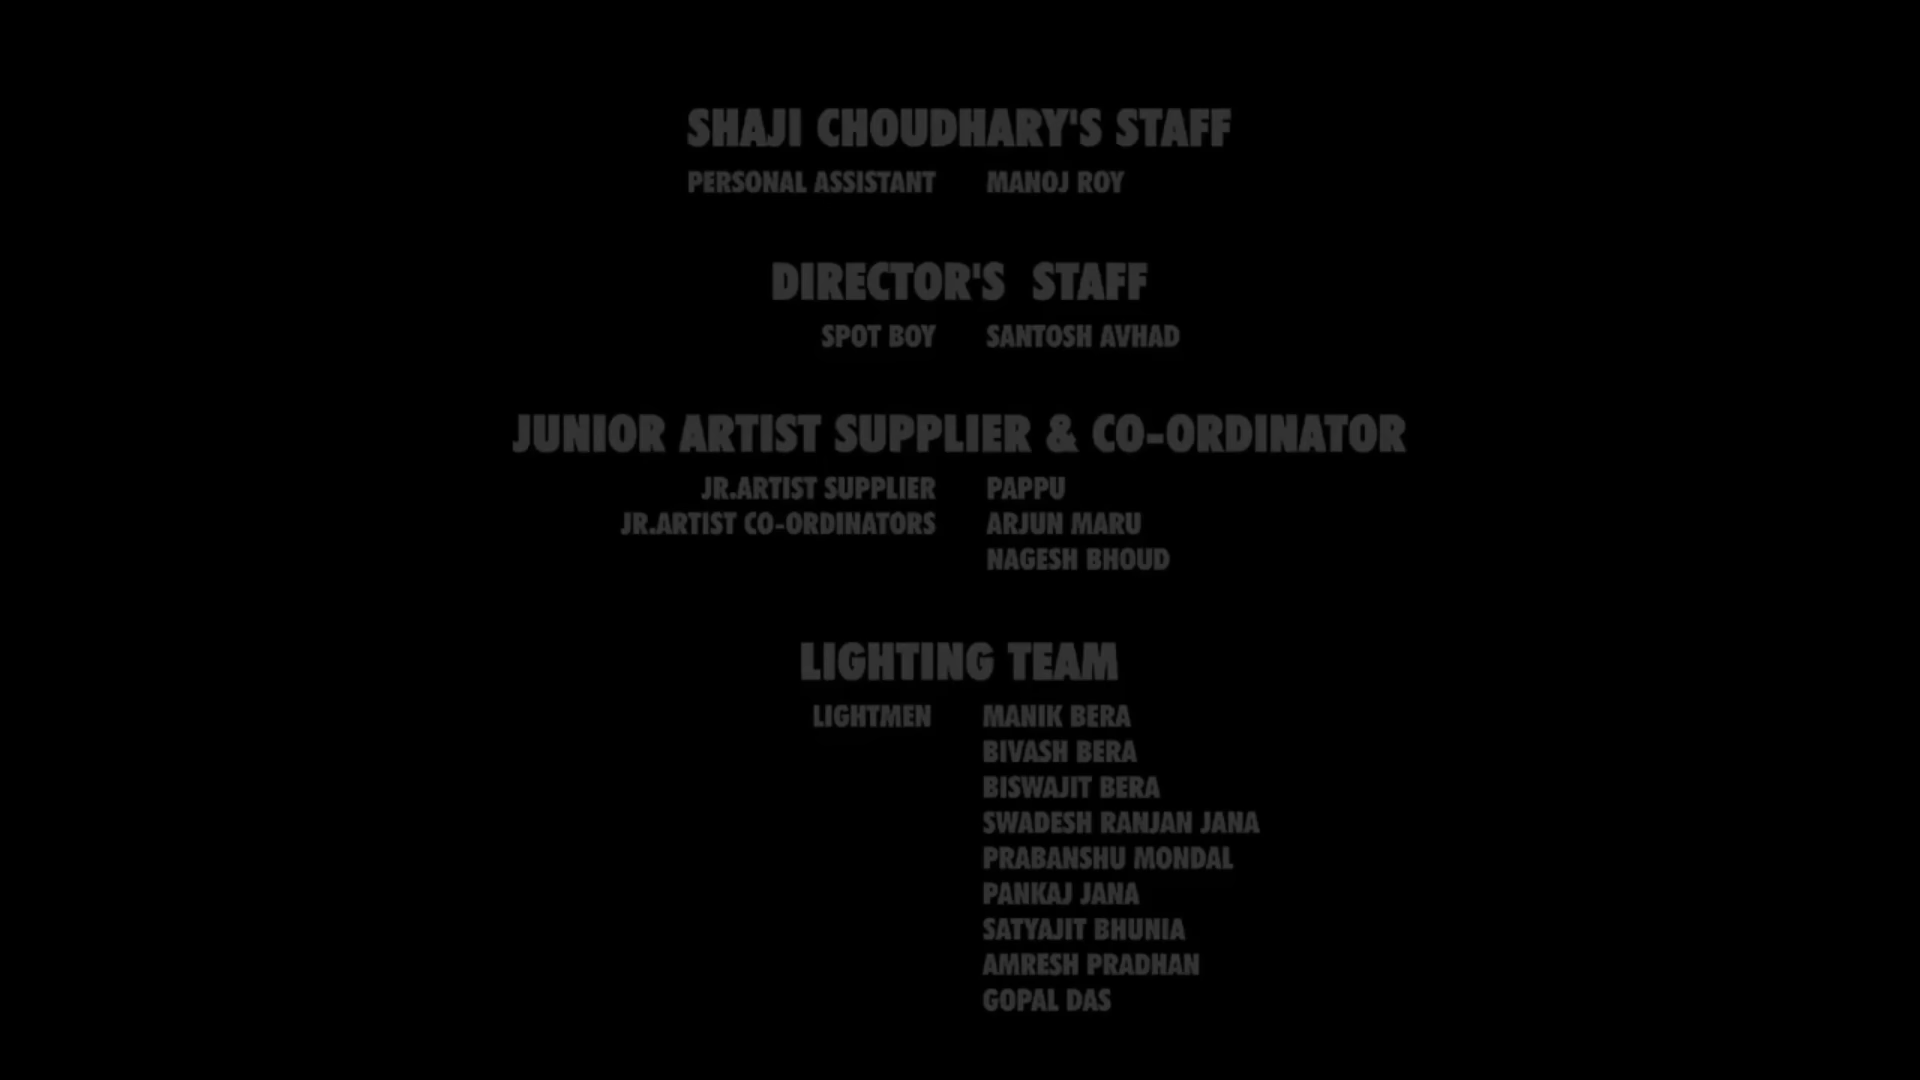 SHAJI CHOUDHARY'S STAFF
PERSONAL ASSISTANT MANOJ ROY
DIRECTOR'S STAFF
SPOT BOY SANTOSH AVHAD
JUNIOR ARTIST SUPPLIER & CO-ORDINATOR
JR.ARTIST SUPPLIER PAPPU
JR.ARTIST CO-ORDINATORS ARJUN MARU
NAGESH BHOUD
LIGHTING TEAM
LIGHTMEN MANIK BERA
BIVASH BERA
BISWAJIT BERA
SWADESH RANJAN JANA
PRABANSHU MONDAL
PANKAJ JANA
SATYAJIT BHUNIA
AMRESH PRADHAN
GOPAL DAS